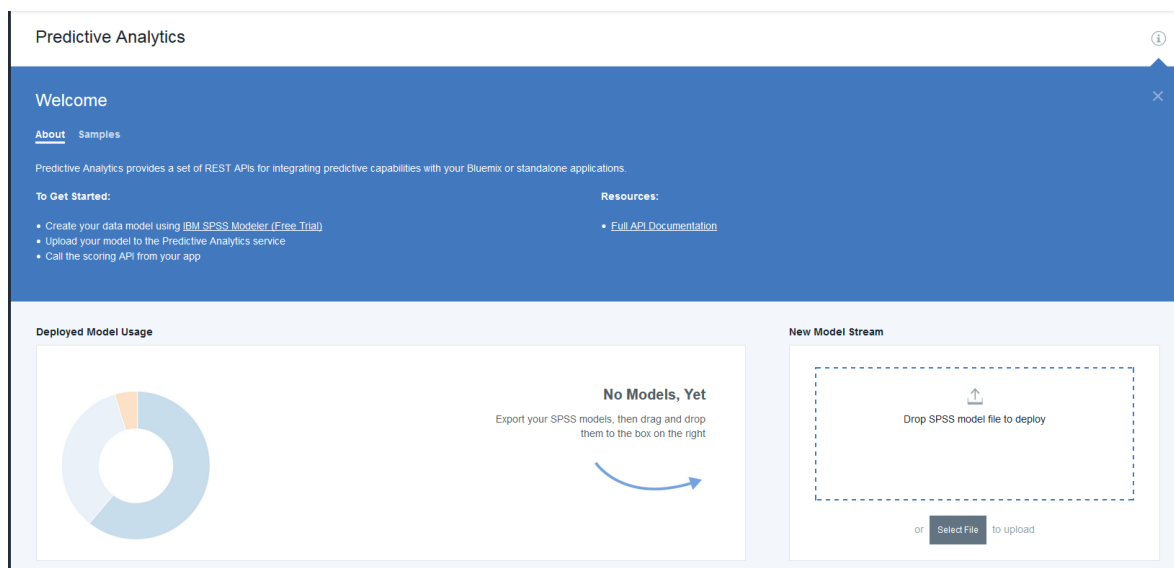 Predictive Analytics
Welcome
About Samples
Predictive Analytics provides a set of REST APIs for integrating predictive capabilities with your Bluemix or standalone applications.
To Get Started:
• Create your data model using IBM SPSS Modeler (Free Trial)
• Upload your model to the Predictive Analytics service
• Call the scoring API from your app
Resources:
• Full API Documentation
Deployed Model Usage
No Models, Yet
Export your SPSS models, then drag and drop
them to the box on the right
New Model Stream
Drop SPSS model file to deploy
or Select File to upload